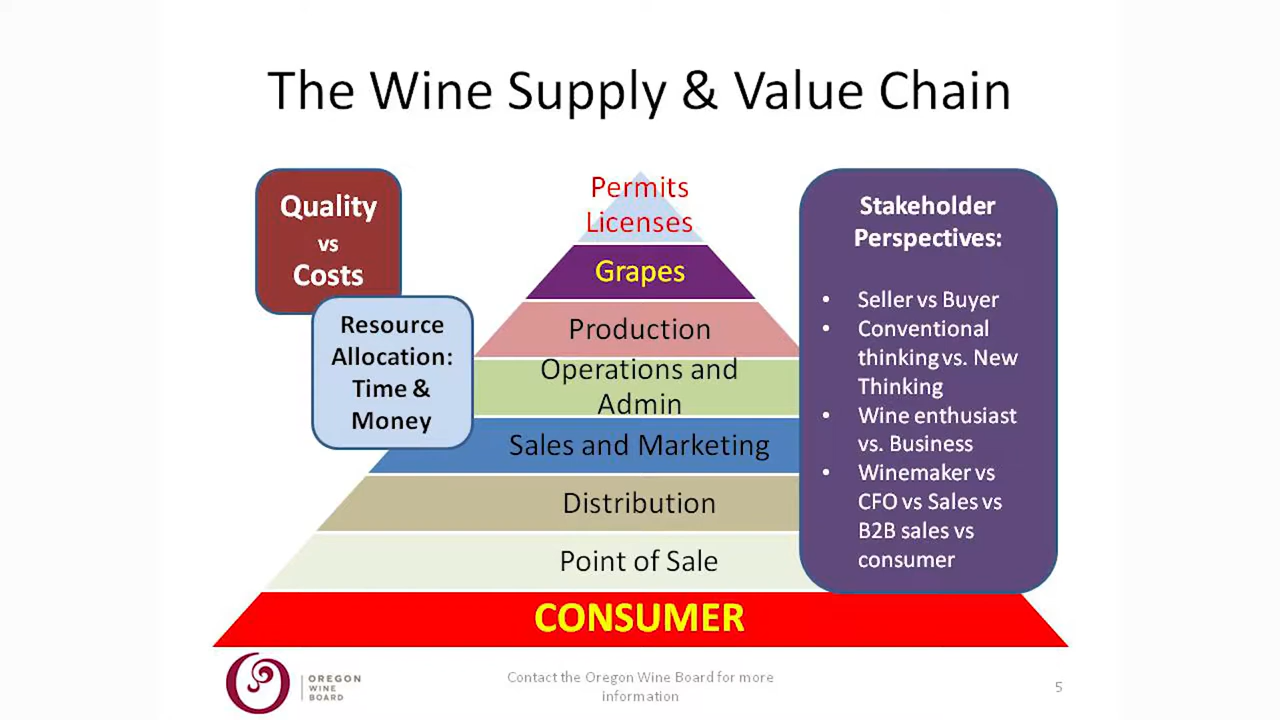 The Wine Supply & Value Chain
Quality
vs
Costs
Resource
Allocation:
Time &
Money
Permits
Licenses
Grapes
Production
Operations and
Admin
Sales and Marketing
Distribution
Point of Sale
CONSUMER
Stakeholder
Perspectives:
• Seller vs Buyer
• Conventional
thinking vs. New
Thinking
• Wine enthusiast
vs. Business
• Winemaker vs
CFO vs Sales vs
B2B sales vs
consumer
OREGON
WINE
BOARD
Contact the Oregon Wine Board for more
information
5